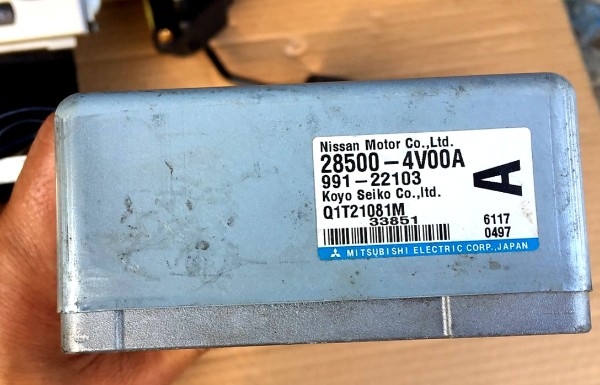 Nissan Motor Co.,Ltd.
28500-4V00A
991-22103
Koyo Seiko Co.,ltd.
A
Q1T21081M
33851
6117
0497
MITSUBISHI ELECTRIC CORP.,JAPAN